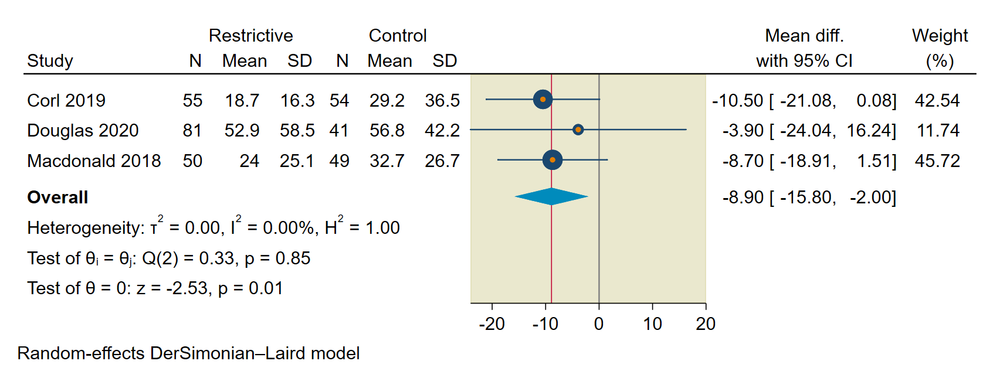 Restrictive Control Mean diff. Weight
Study N Mean SD N Mean SD with 95% CI (%)
Corl 2019 55 18.7 16.3 54 29.2 36.5 -10.50 [ -21.08, 0.08] 42.54
Douglas 2020 81 52.9 58.5 41 56.8 42.2 -3.90 [ -24.04, 16.24] 11.74
Macdonald 2018 50 24 25.1 49 32.7 26.7 -8.70 [ -18.91, 1.51] 45.72
Overall -8.90 [ -15.80, -2.00]
Heterogeneity: τ² = 0.00, I² = 0.00%, H² = 1.00
Test of θᵢ = θⱼ: Q(2) = 0.33, p = 0.85
Test of θ = 0: z = -2.53, p = 0.01
-20 -10 0 10 20
Random-effects DerSimonian–Laird model